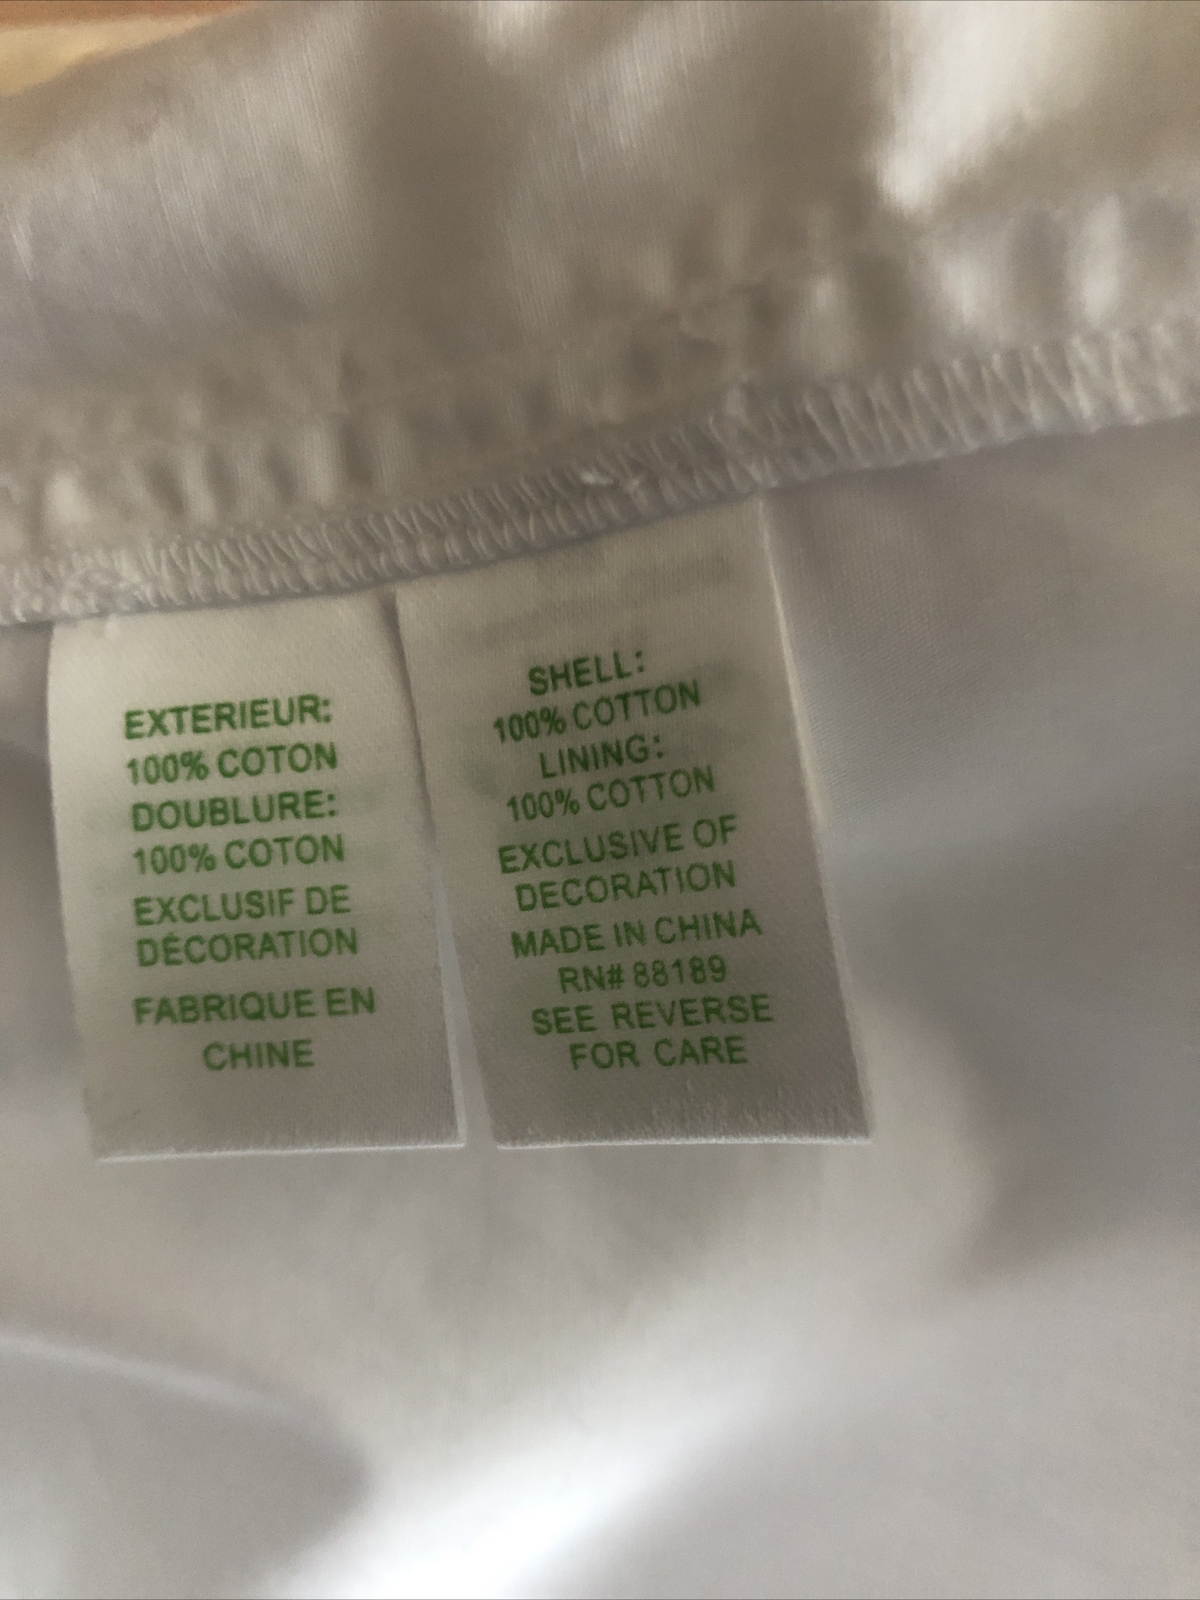 EXTERIEUR:
100% COTON
DOUBLURE:
100% COTON
EXCLUSIF DE
DÉCORATION
FABRIQUE EN
CHINE
SHELL:
100% COTTON
LINING:
100% COTTON
EXCLUSIVE OF
DECORATION
MADE IN CHINA
RN# 88189
SEE REVERSE
FOR CARE